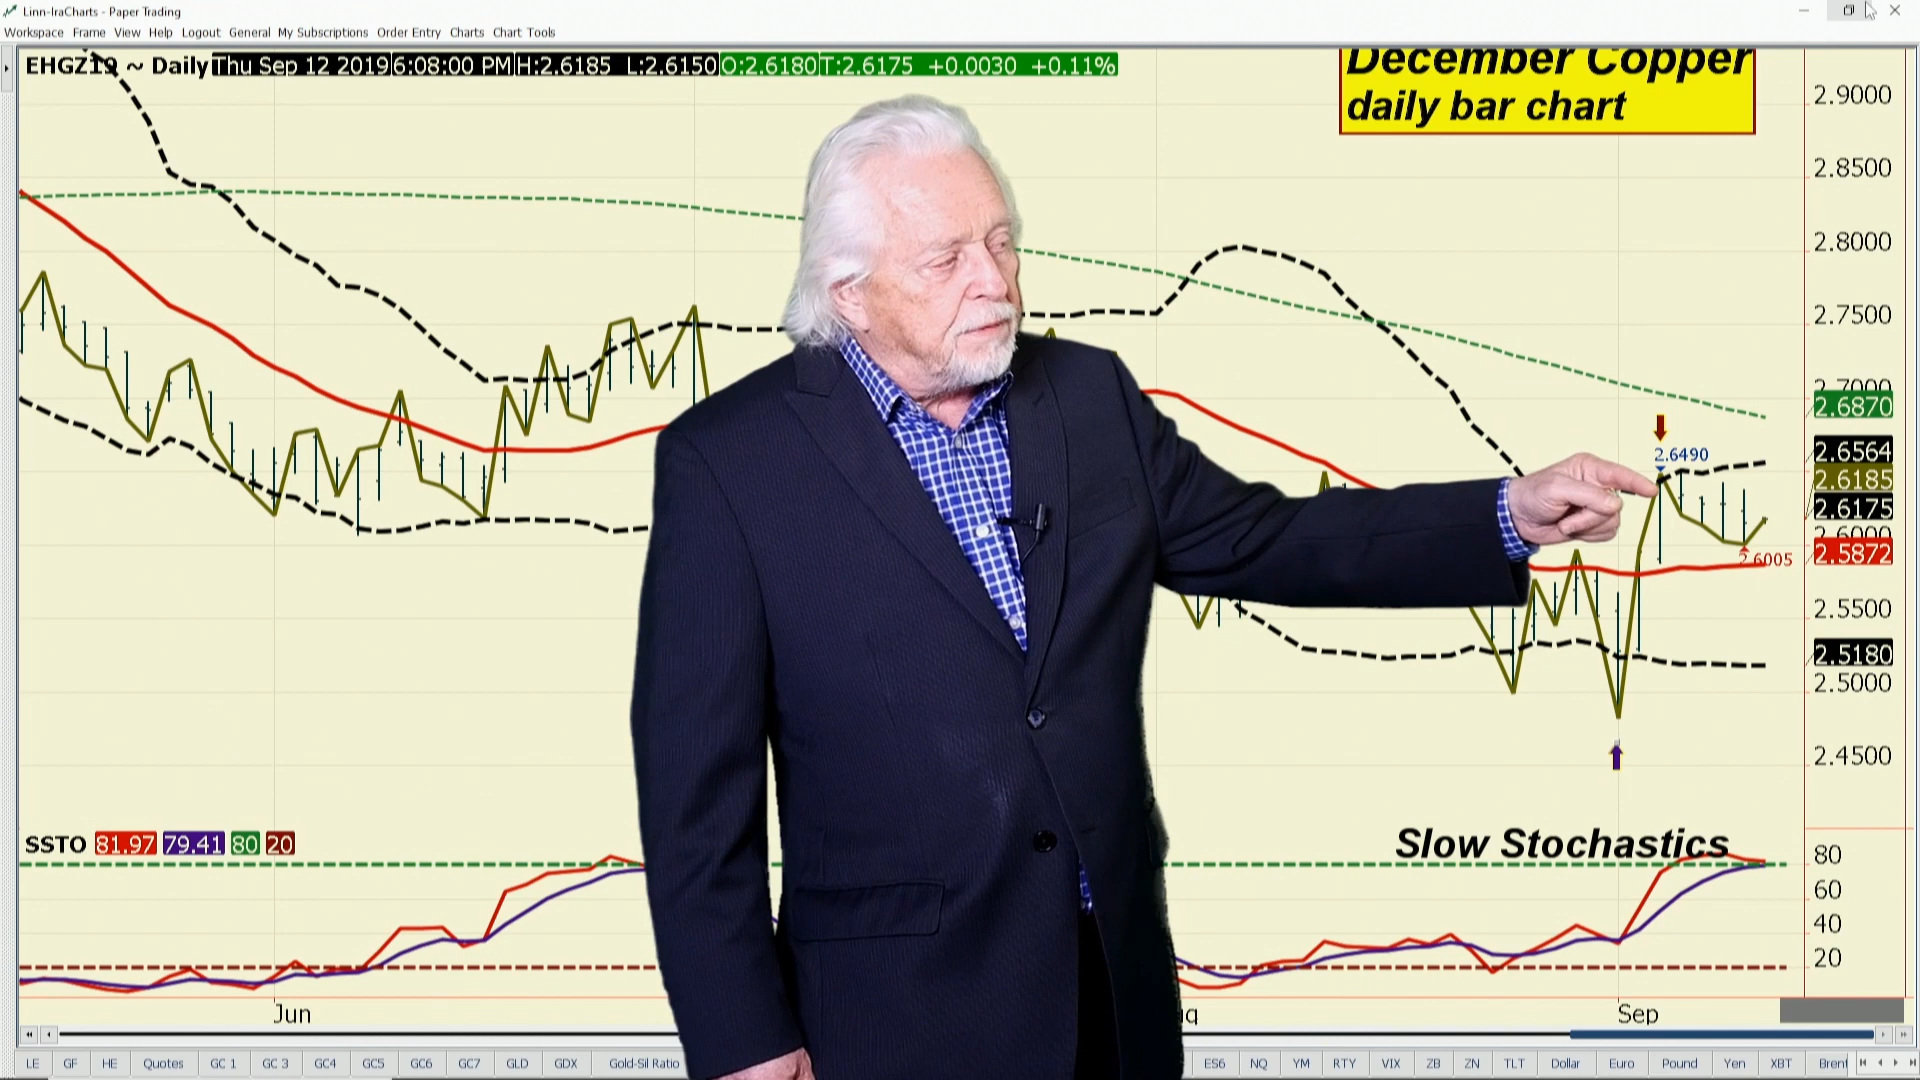 Linn-IraCharts - Paper Trading
Workspace Frame View Help Logout General My Subscriptions Order Entry Charts Chart Tools
EHGZ19 ~ Daily Thu Sep 12 2019 6:08:00 PM H:2.6185 L:2.6150 O:2.6180 T:2.6175 +0.0030 +0.11%
December Copper
daily bar chart
2.9000
2.8500
2.8000
2.7500
2.7000
2.6870
2.6490
2.6564
2.6185
2.6175
2.6000
2.5872
2.6005
2.5500
2.5180
2.5000
2.4500
SSTO 81.97 79.41 80 20
Slow Stochastics
80
60
40
20
Jun
Sep
LE GF HE Quotes GC 1 GC 3 GC4 GC5 GC6 GC7 GLD GDX Gold-Sil Ratio ES6 NQ YM RTY VIX ZB ZN TLT Dollar Euro Pound Yen XBT Brent